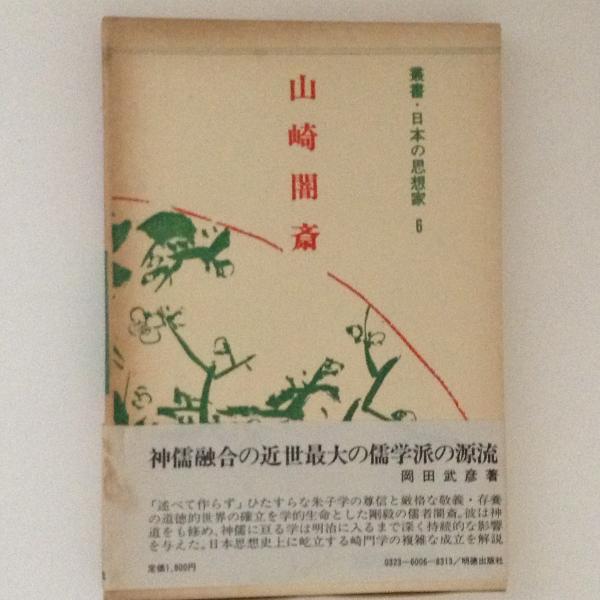 叢書・日本の思想家 6
山崎闇斎
神儒融合の近世最大の儒学派の源流
岡田武彦著
「述べて作らず」ひたすらな朱子学の尊信と厳格な敬義・存養
の道徳的世界の確立を学的生命とした剛毅の儒者闇斎。彼は神
道をも修め、神儒に亘る学は明治に入るまで深く持続的な影響
を与えた。日本思想史上に屹立する崎門学の複雑な成立を解説
定価1,800円
0323-6006-8313/明徳出版社